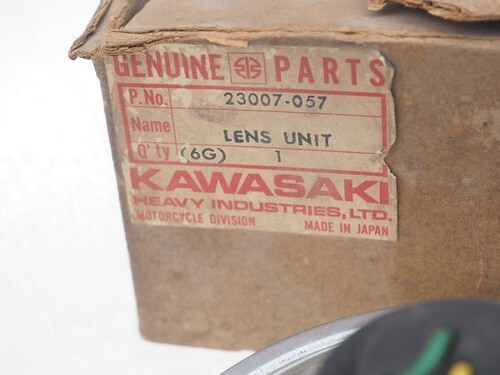 GENUINE PARTS
P.No. 23007-057
Name LENS UNIT
Q'ty (6G) 1
KAWASAKI
HEAVY INDUSTRIES, LTD.
MOTORCYCLE DIVISION MADE IN JAPAN